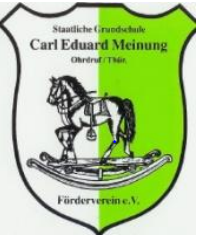 Staatliche Grundschule
Carl Eduard Meinung
Ohrdruf / Thür.
Förderverein e.V.